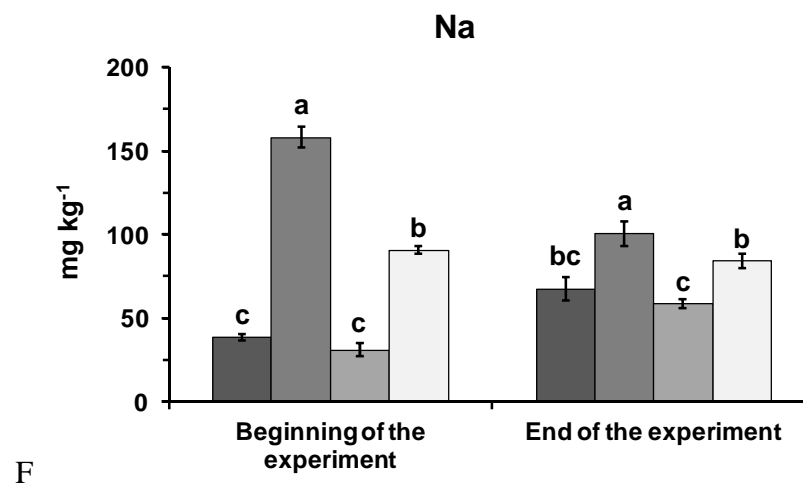 Na
200
150
100
50
0
mg kg-1
a
b
c
c
a
b
bc
c
Beginning of the
experiment
End of the experiment
F